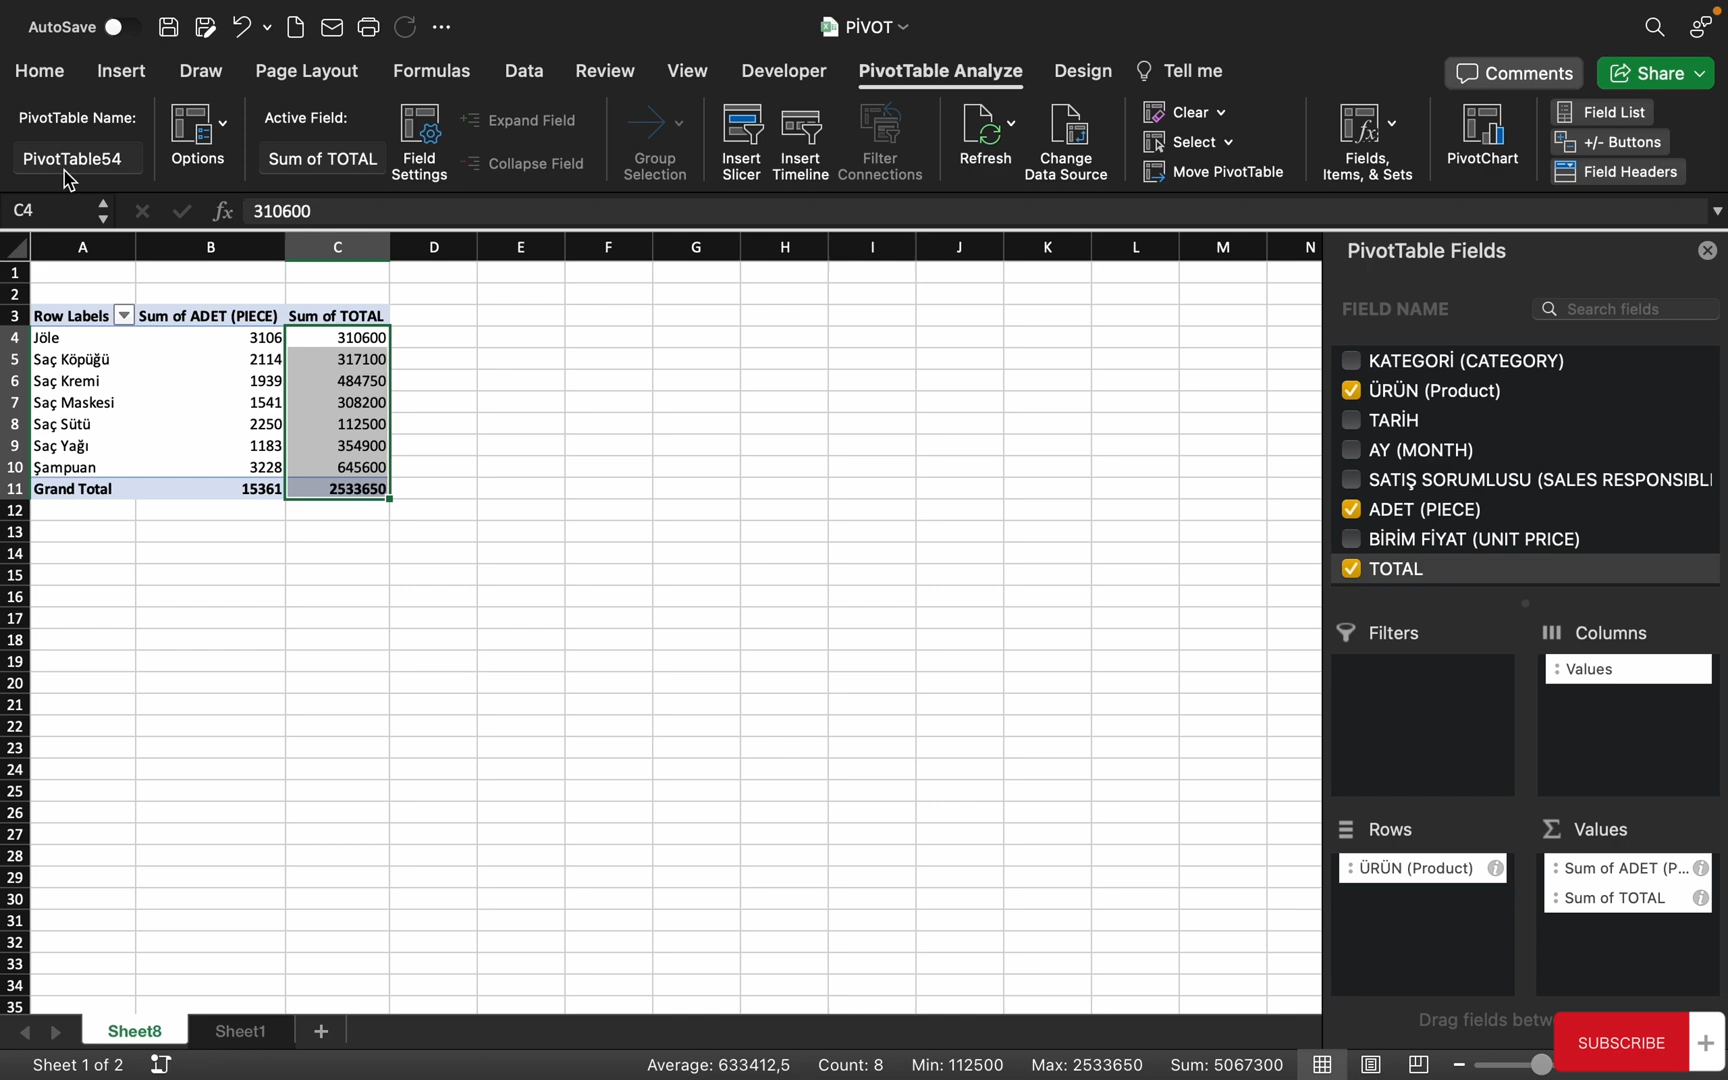 AutoSave
PİVOT
Home Insert Draw Page Layout Formulas Data Review View Developer PivotTable Analyze Design Tell me
Comments Share
PivotTable Name:
PivotTable54
Options
Active Field:
Sum of TOTAL
Field Settings
Expand Field
Collapse Field
Group Selection
Insert Slicer
Insert Timeline
Filter Connections
Refresh
Change Data Source
Clear
Select
Move PivotTable
Fields, Items, & Sets
PivotChart
Field List
+/- Buttons
Field Headers
C4 fx 310600
A B C D E F G H I J K L M N
1
2
3 Row Labels Sum of ADET (PIECE) Sum of TOTAL
4 Jöle 3106 310600
5 Saç Köpüğü 2114 317100
6 Saç Kremi 1939 484750
7 Saç Maskesi 1541 308200
8 Saç Sütü 2250 112500
9 Saç Yağı 1183 354900
10 Şampuan 3228 645600
11 Grand Total 15361 2533650
12
13
14
15
16
17
18
19
20
21
22
23
24
25
26
27
28
29
30
31
32
33
34
35
PivotTable Fields
FIELD NAME Search fields
KATEGORİ (CATEGORY)
ÜRÜN (Product)
TARİH
AY (MONTH)
SATIŞ SORUMLUSU (SALES RESPONSIBLI
ADET (PIECE)
BİRİM FİYAT (UNIT PRICE)
TOTAL
Filters Columns
Values
Rows Values
ÜRÜN (Product) Sum of ADET (P...
Sum of TOTAL
Drag fields betw
SUBSCRIBE +
Sheet8 Sheet1 +
Sheet 1 of 2 Average: 633412,5 Count: 8 Min: 112500 Max: 2533650 Sum: 5067300